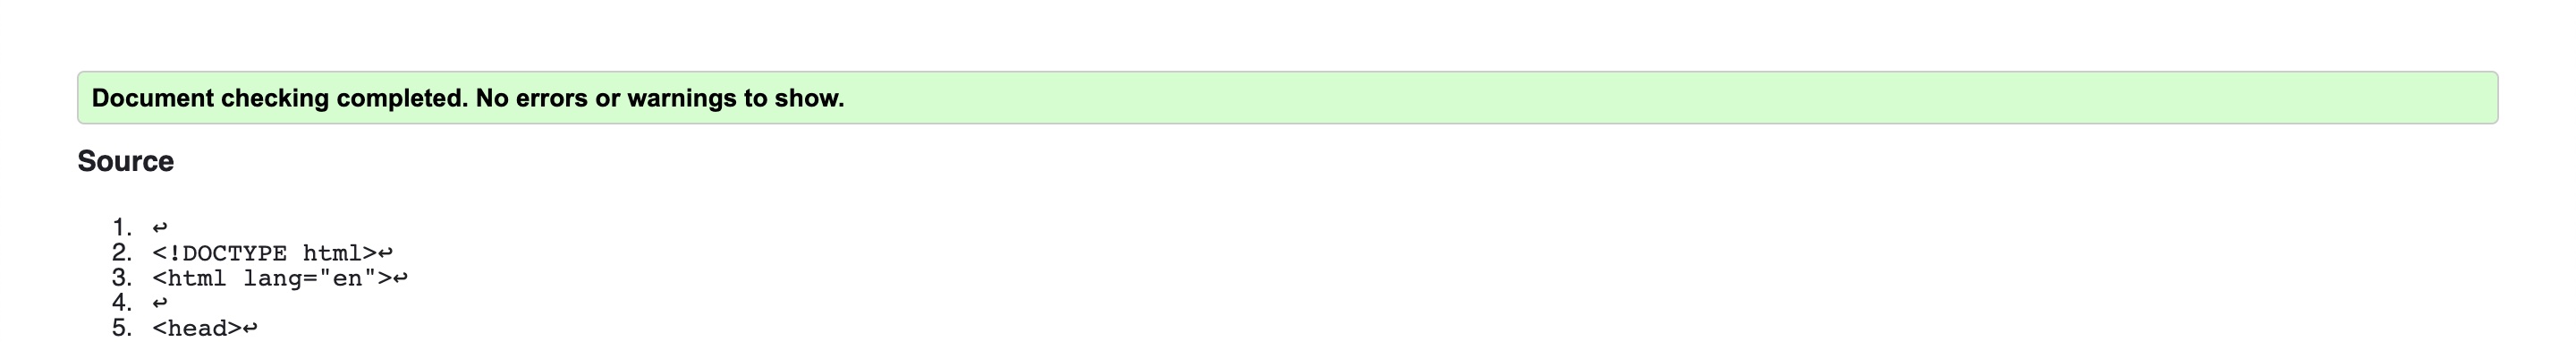 Document checking completed. No errors or warnings to show.
Source
1. ↩
2. <!DOCTYPE html>↩
3. <html lang="en">↩
4. ↩
5. <head>↩